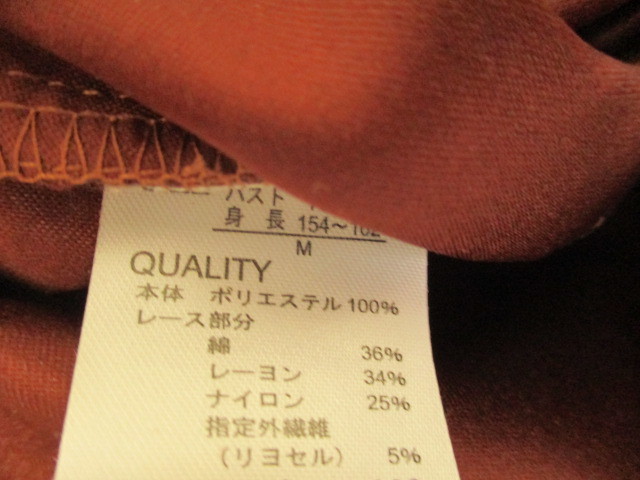 バスト
身 長 154～162
M
QUALITY
本体 ポリエステル 100%
レース部分
綿 36%
レーヨン 34%
ナイロン 25%
指定外繊維
（リヨセル） 5%